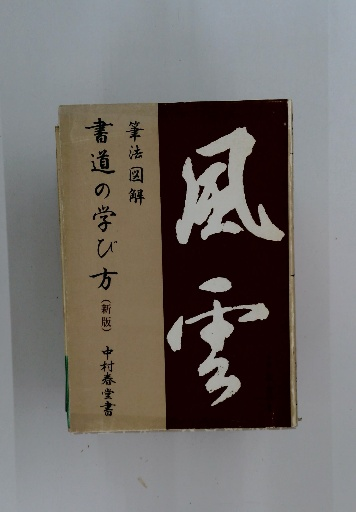 風雲
筆法図解
書道の学び方（新版）
中村春堂書